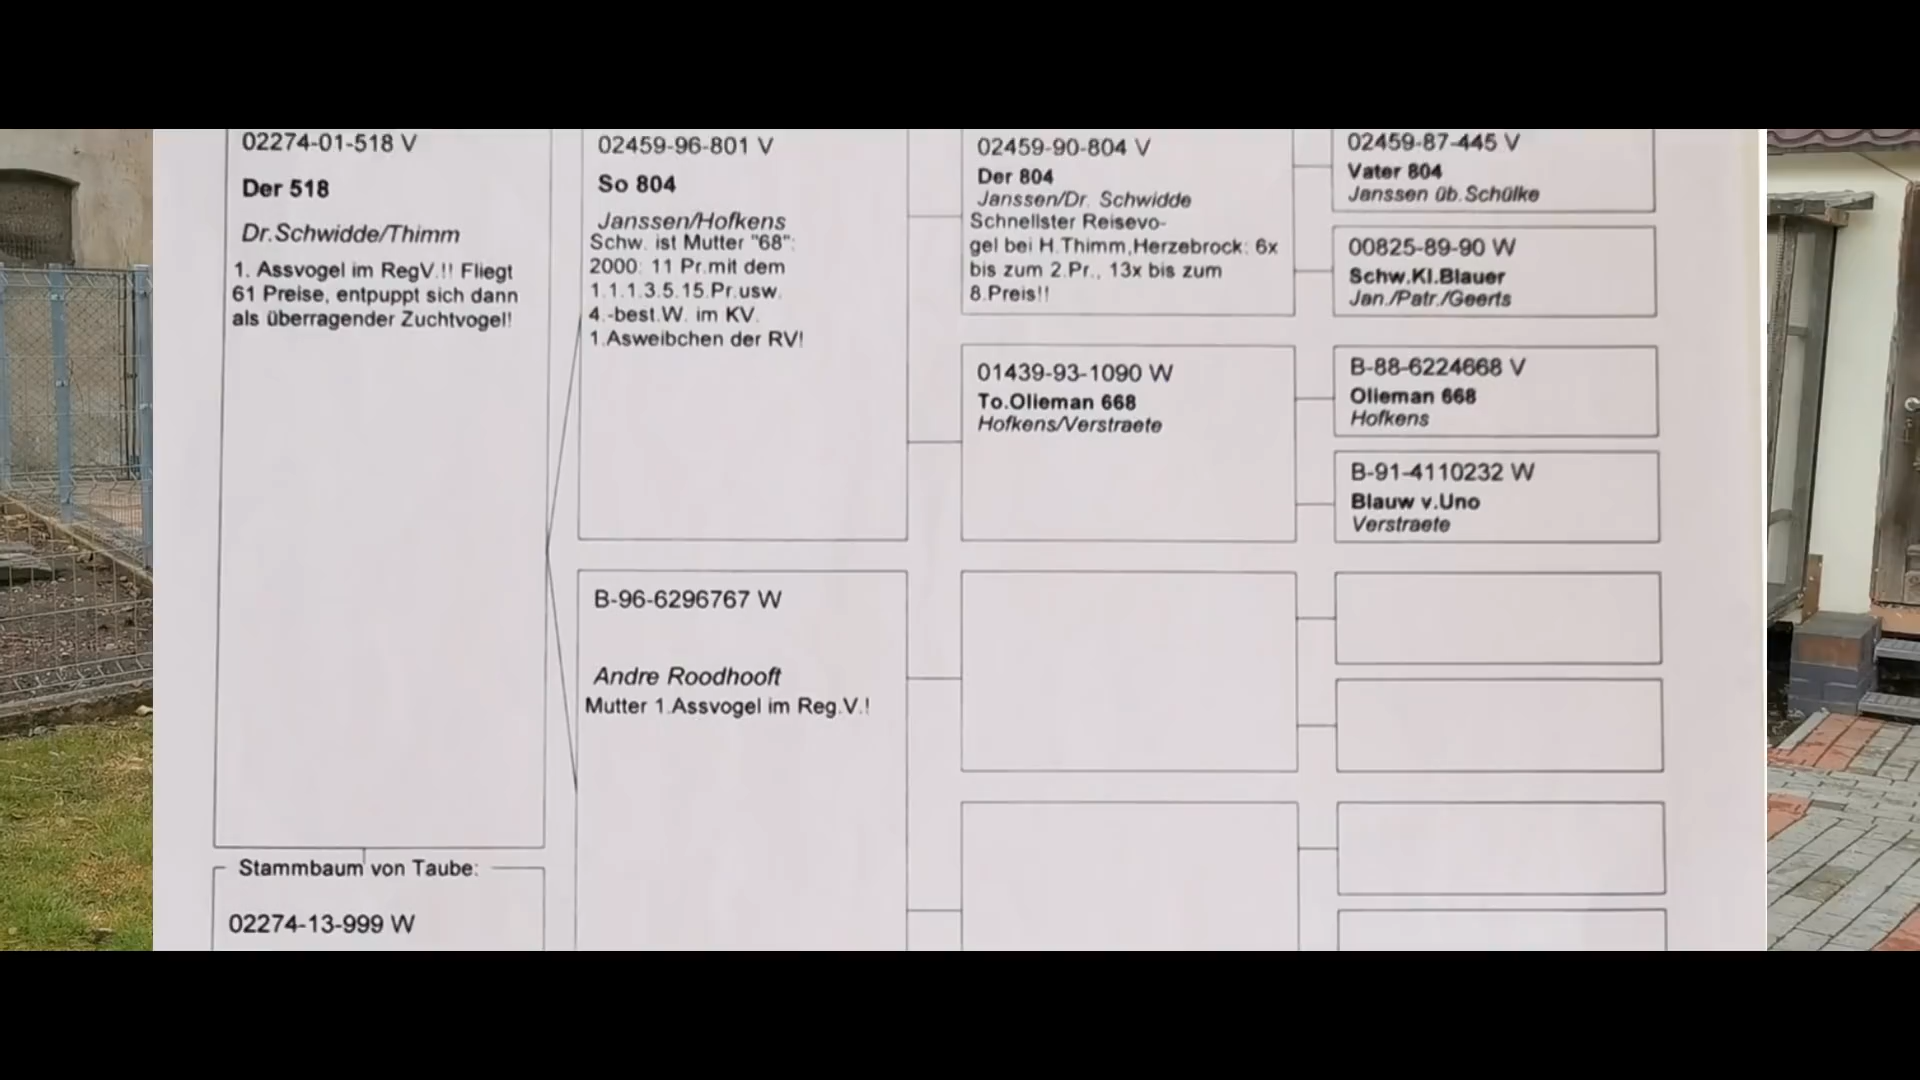 02274-01-518 V
Der 518
Dr.Schwidde/Thimm
1. Assvogel im RegV.!! Fliegt
61 Preise, entpuppt sich dann
als überragender Zuchtvogel!
Stammbaum von Taube:
02274-13-999 W
02459-96-801 V
So 804
Janssen/Hofkens
Schw. ist Mutter "68":
2000: 11 Pr.mit dem
1.1.1.3.5.15.Pr.usw.
4.-best.W. im KV.
1.Asweibchen der RV!
B-96-6296767 W
Andre Roodhooft
Mutter 1.Assvogel im Reg.V.!
02459-90-804 V
Der 804
Janssen/Dr. Schwidde
Schnellster Reisevo-
gel bei H.Thimm,Herzebrock: 6x
bis zum 2.Pr., 13x bis zum
8.Preis!!
01439-93-1090 W
To.Olieman 668
Hofkens/Verstraete
02459-87-445 V
Vater 804
Janssen üb.Schülke
00825-89-90 W
Schw.Kl.Blauer
Jan./Patr./Geerts
B-88-6224668 V
Olieman 668
Hofkens
B-91-4110232 W
Blauw v.Uno
Verstraete